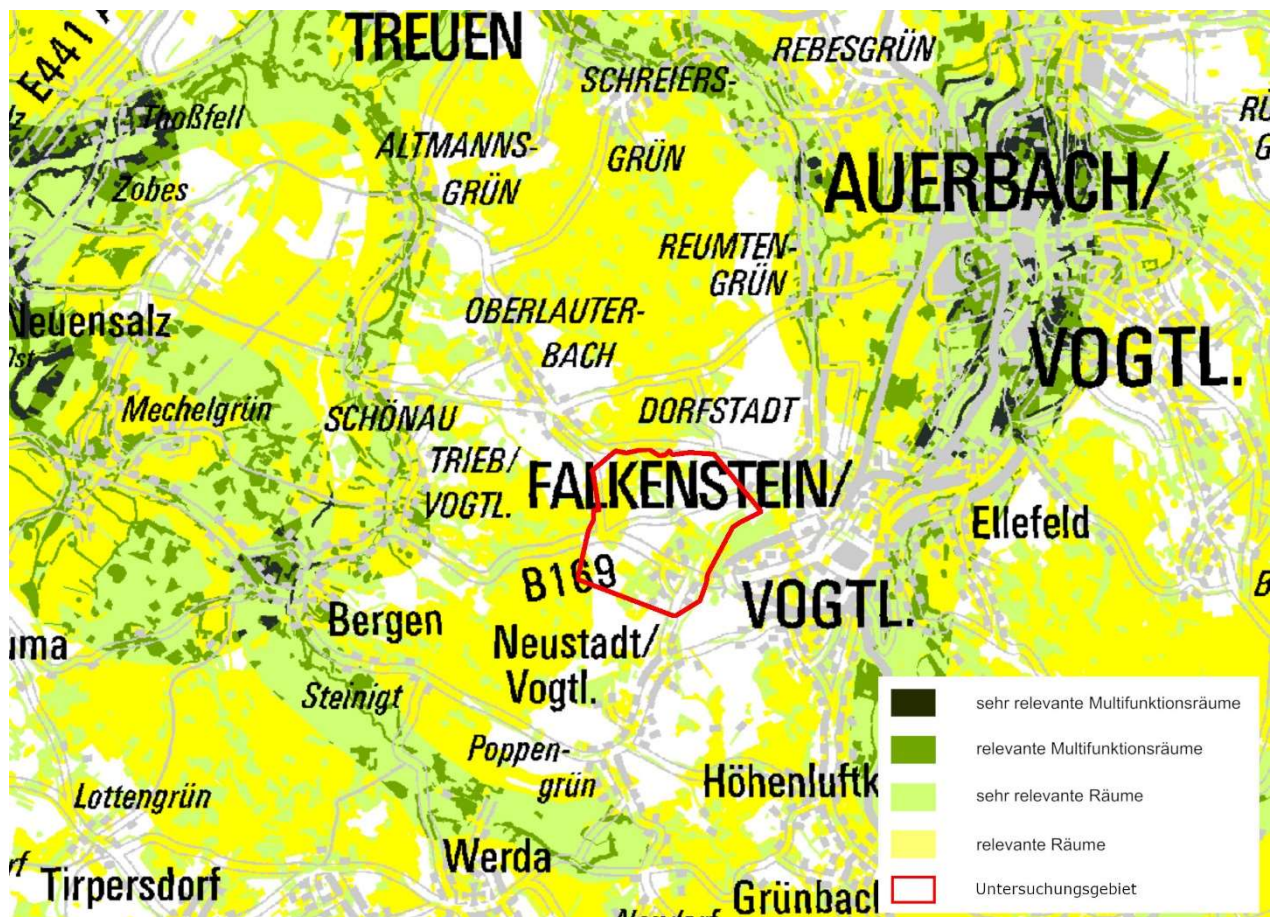 E441
TREUEN
REBESGRÜN
SCHREIERS-
GRÜN
Thoßfell
Zobes
ALTMANNS-
GRÜN
AUERBACH/
VOGTL.
REUMTEN-
GRÜN
OBERLAUTER-
BACH
Neuensalz
Mechelgrün
SCHÖNAU
DORFSTADT
TRIEB/
VOGTL.
FALKENSTEIN/
VOGTL.
Ellefeld
B169
Bergen
Neustadt/
Vogtl.
Steinigt
Poppen-
grün
Lottengrün
Höhenluftk
Werda
Tirpersdorf
Grünbach
sehr relevante Multifunktionsräume
relevante Multifunktionsräume
sehr relevante Räume
relevante Räume
Untersuchungsgebiet